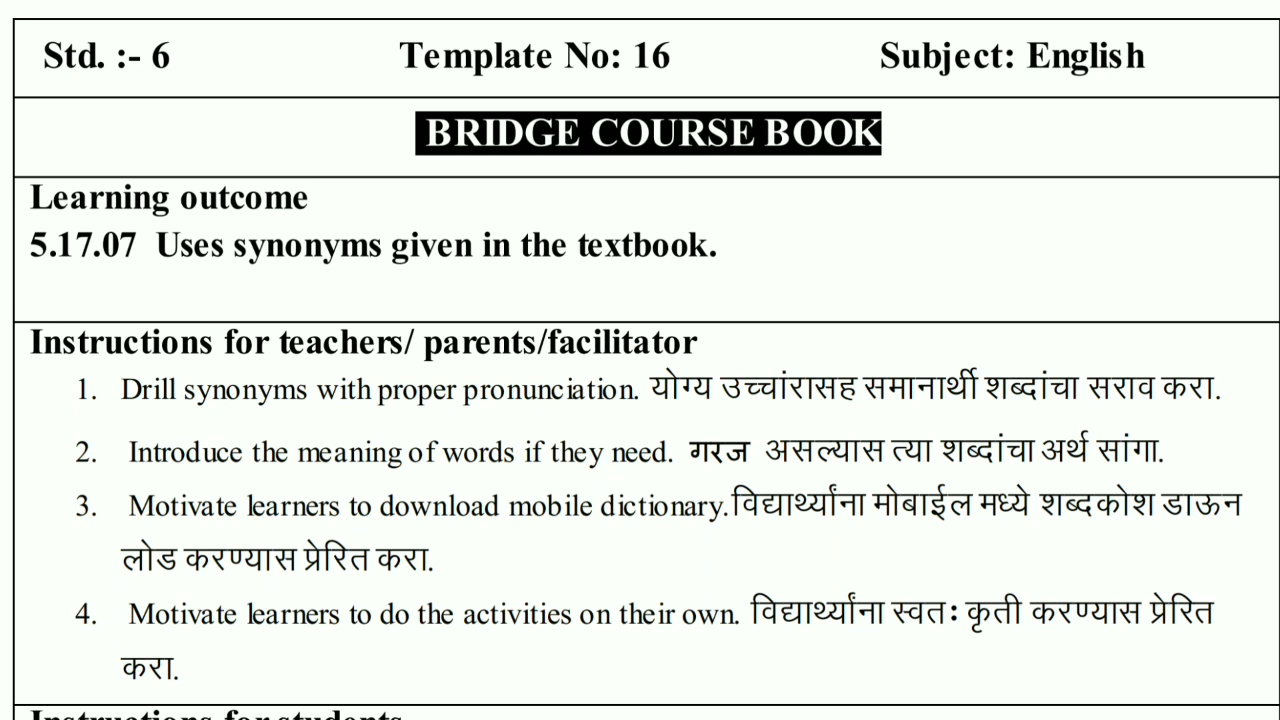 Std. :- 6 Template No: 16 Subject: English
BRIDGE COURSE BOOK
Learning outcome
5.17.07 Uses synonyms given in the textbook.
Instructions for teachers/ parents/facilitator
1. Drill synonyms with proper pronunciation. योग्य उच्चांरासह समानार्थी शब्दांचा सराव करा.
2. Introduce the meaning of words if they need. गरज असल्यास त्या शब्दांचा अर्थ सांगा.
3. Motivate learners to download mobile dictionary.विद्यार्थ्यांना मोबाईल मध्ये शब्दकोश डाऊन
लोड करण्यास प्रेरित करा.
4. Motivate learners to do the activities on their own. विद्यार्थ्यांना स्वतः कृती करण्यास प्रेरित
करा.
Instructions for students